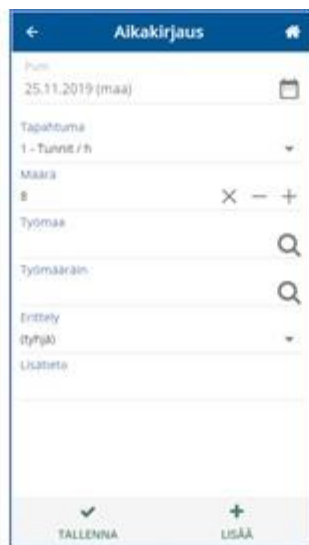 Aikakirjaus
Pvm
25.11.2019 (maa)
Tapahtuma
1 - Tunnit / h
Määrä
8
Työmaa
Työmääräin
Erittely
(tyhjä)
Lisätieto
TALLENNA
LISÄÄ